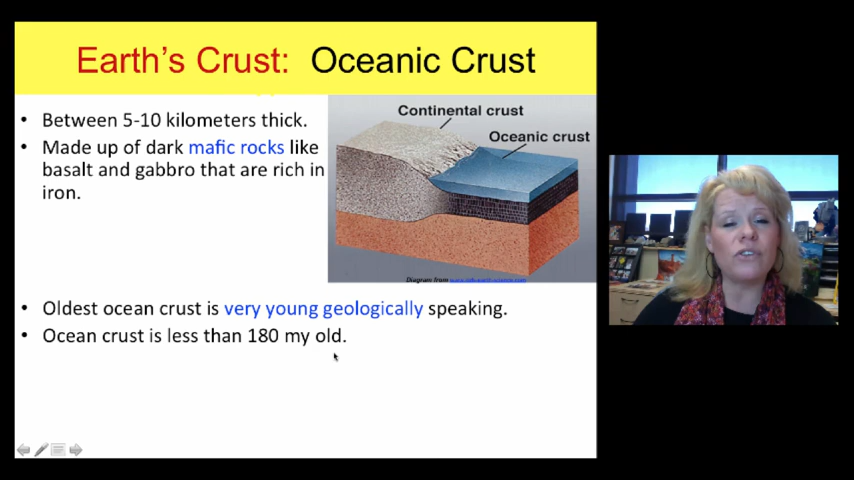 Earth's Crust: Oceanic Crust
• Between 5-10 kilometers thick.
• Made up of dark mafic rocks like
basalt and gabbro that are rich in
iron.
Continental crust
Oceanic crust
Diagram from
• Oldest ocean crust is very young geologically speaking.
• Ocean crust is less than 180 my old.